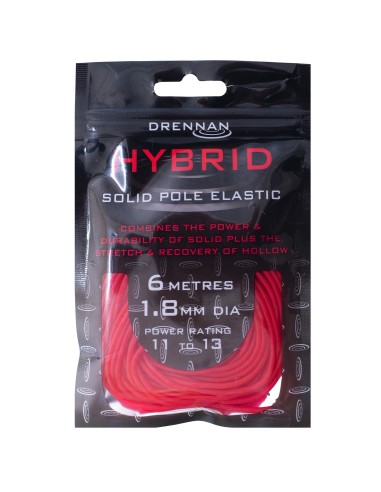 DRENNAN
HYBRID
SOLID POLE ELASTIC
COMBINES THE POWER &
DURABILITY OF SOLID PLUS THE
STRETCH & RECOVERY OF HOLLOW
6 METRES
1.8MM DIA
POWER RATING
11 TO 13